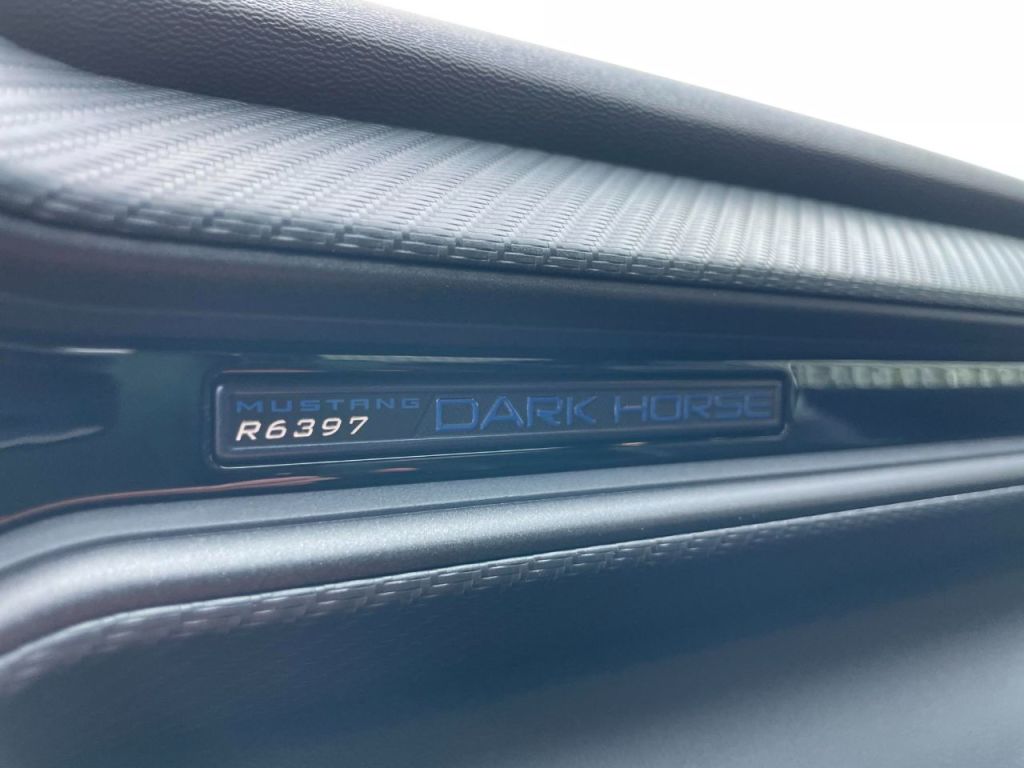 MUSTANG
R6397
DARK HORSE